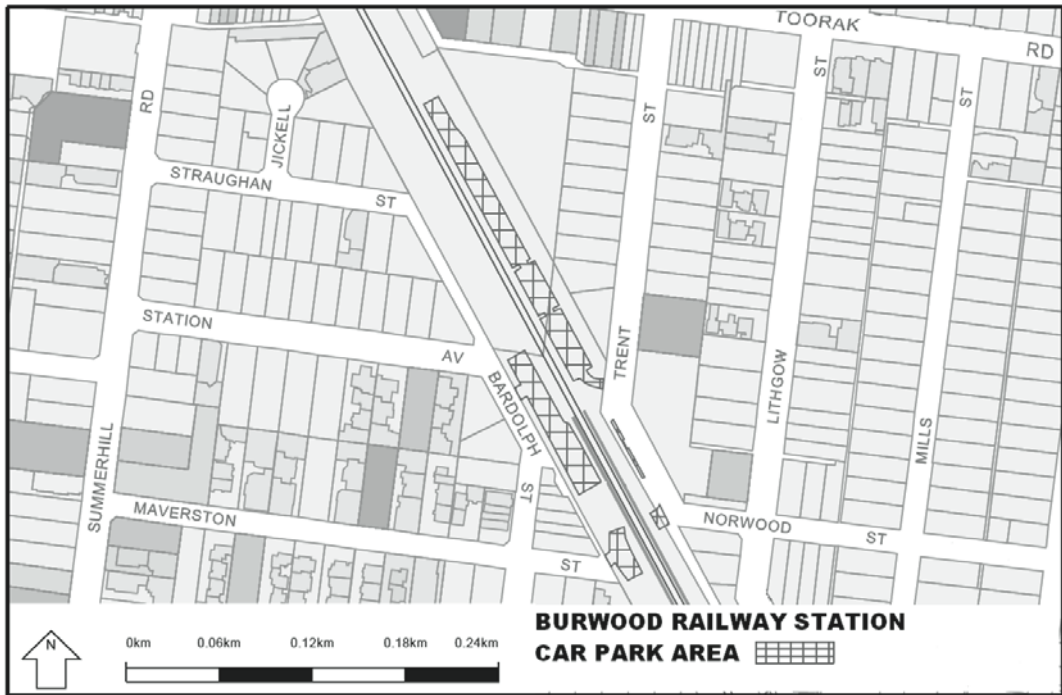 TOORAK
RD
RD
ST
ST
ST
JICKELL
STRAUGHAN
ST
STATION
AV
BARDOLPH
ST
TRENT
LITHGOW
MILLS
SUMMERHILL
MAVERSTON
ST
NORWOOD
ST
N
0km 0.06km 0.12km 0.18km 0.24km
BURWOOD RAILWAY STATION
CAR PARK AREA